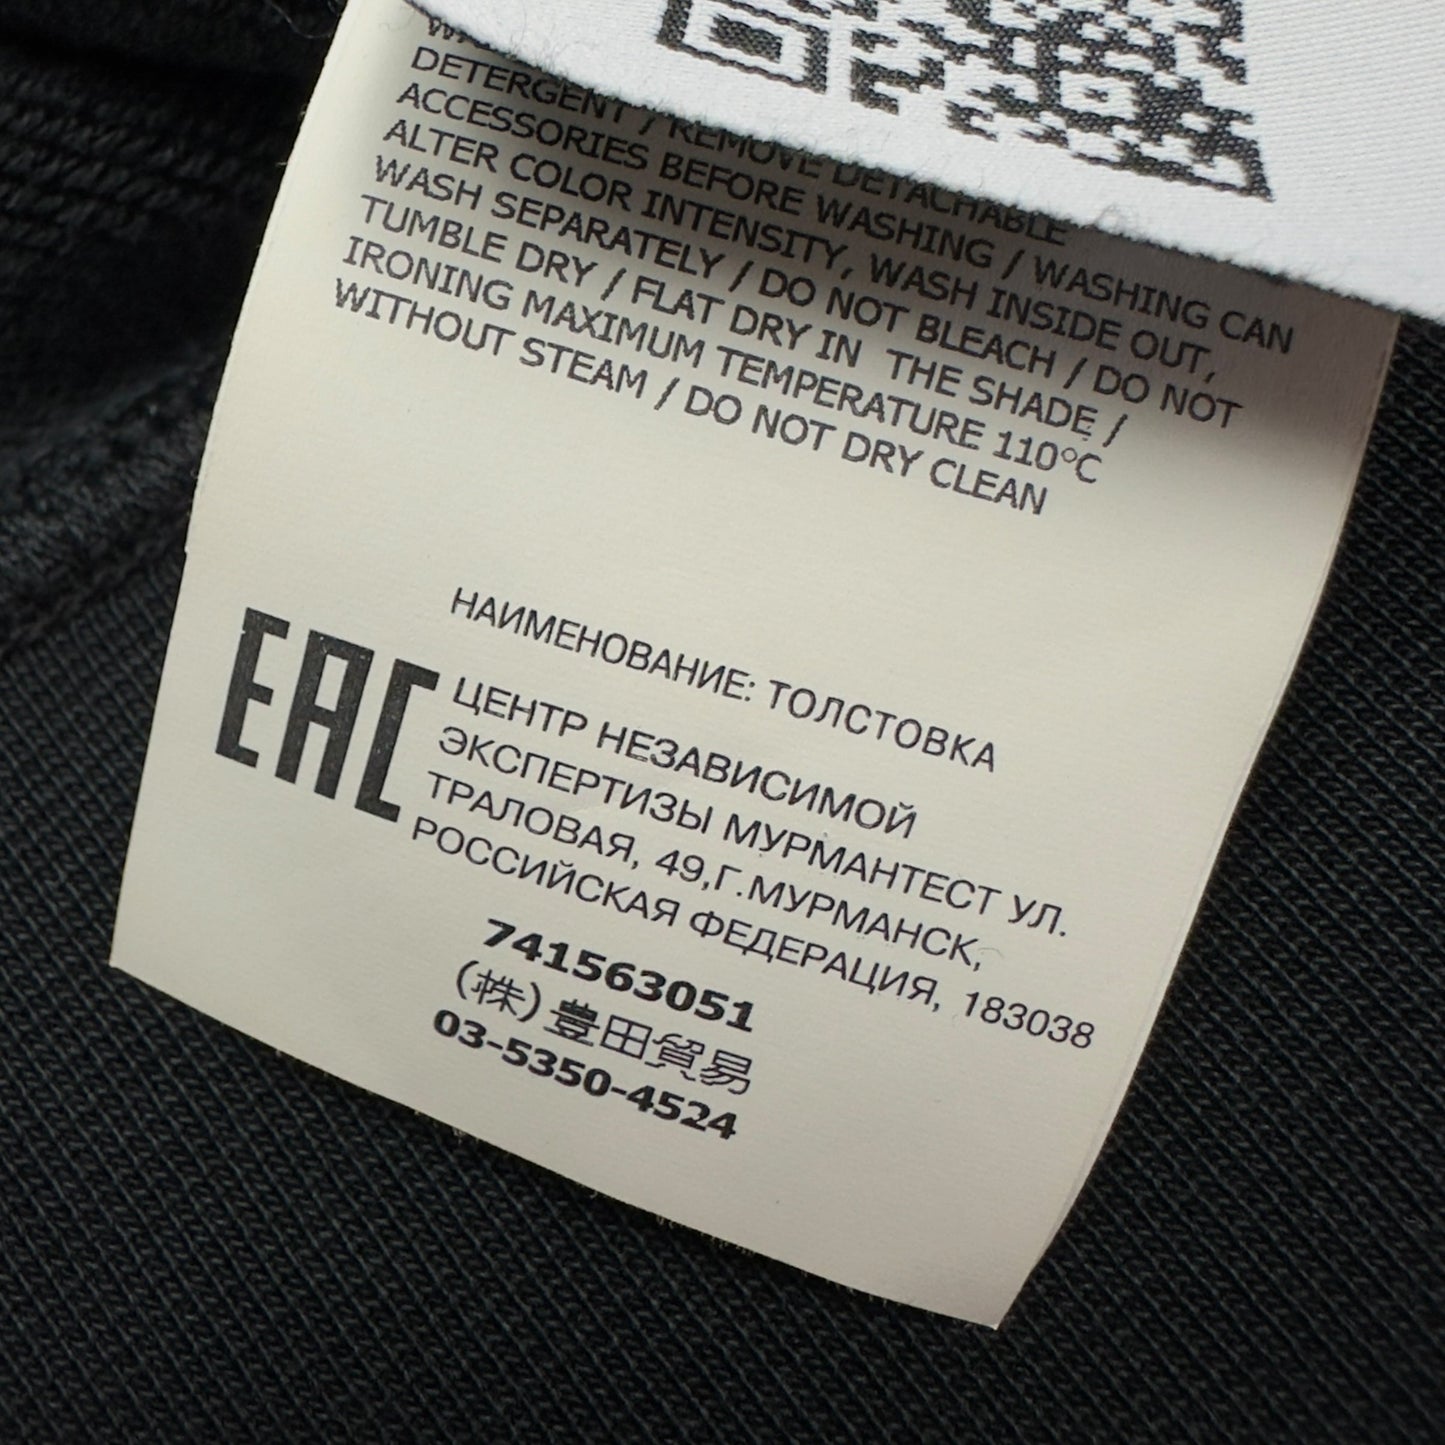 DETERGENT / REMOVE DETACHABLE
ACCESSORIES BEFORE WASHING / WASHING CAN
ALTER COLOR INTENSITY, WASH INSIDE OUT,
WASH SEPARATELY / DO NOT BLEACH / DO NOT
TUMBLE DRY / FLAT DRY IN THE SHADE /
IRONING MAXIMUM TEMPERATURE 110°C
WITHOUT STEAM / DO NOT DRY CLEAN
НАИМЕНОВАНИЕ: ТОЛСТОВКА
EAC
ЦЕНТР НЕЗАВИСИМОЙ
ЭКСПЕРТИЗЫ МУРМАНТЕСТ УЛ.
ТРАЛОВАЯ, 49,Г.МУРМАНСК,
РОССИЙСКАЯ ФЕДЕРАЦИЯ, 183038
741563051
(株)豊田貿易
03-5350-4524